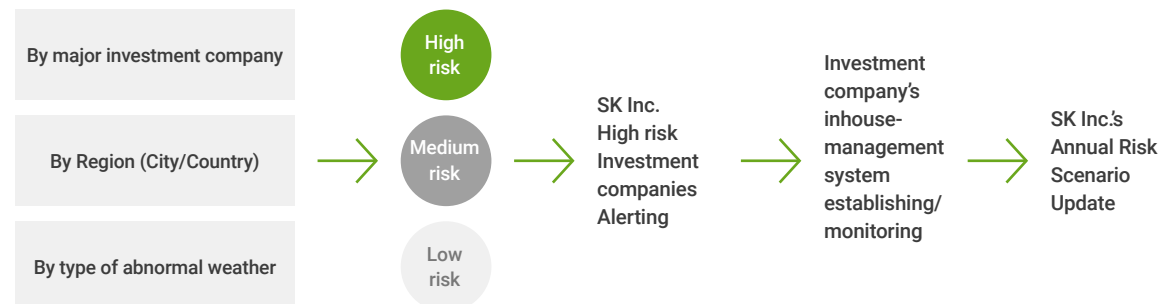 By major investment company
By Region (City/Country)
By type of abnormal weather
High
risk
Medium
risk
Low
risk
SK Inc.
High risk
Investment
companies
Alerting
Investment
company's
inhouse-
management
system
establishing/
monitoring
SK Inc.'s
Annual Risk
Scenario
Update